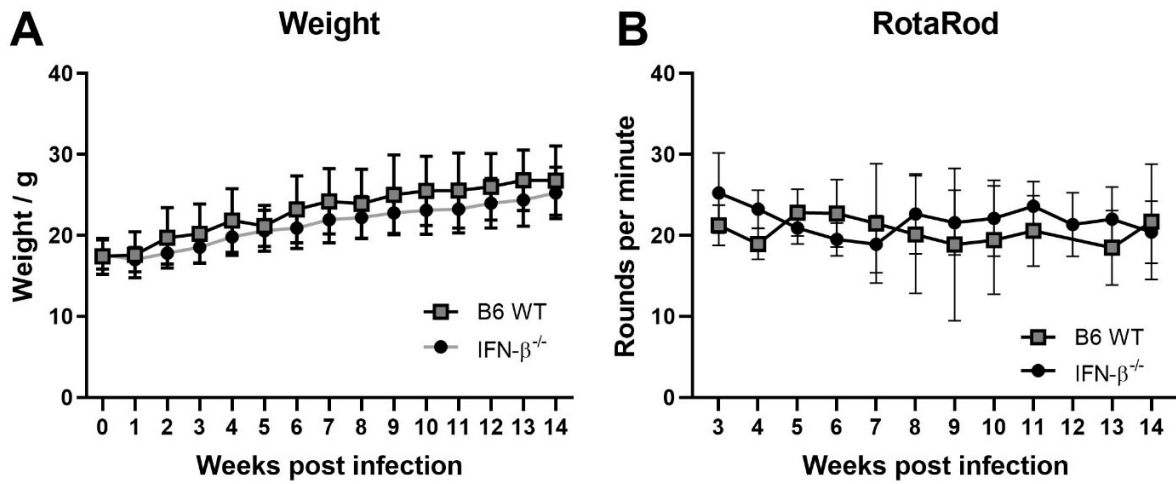 A
Weight
Weight / g
40
30
20
10
0
B6 WT
IFN-β-/-
0 1 2 3 4 5 6 7 8 9 10 11 12 13 14
Weeks post infection
B
RotaRod
Rounds per minute
40
30
20
10
0
B6 WT
IFN-β-/-
3 4 5 6 7 8 9 10 11 12 13 14
Weeks post infection